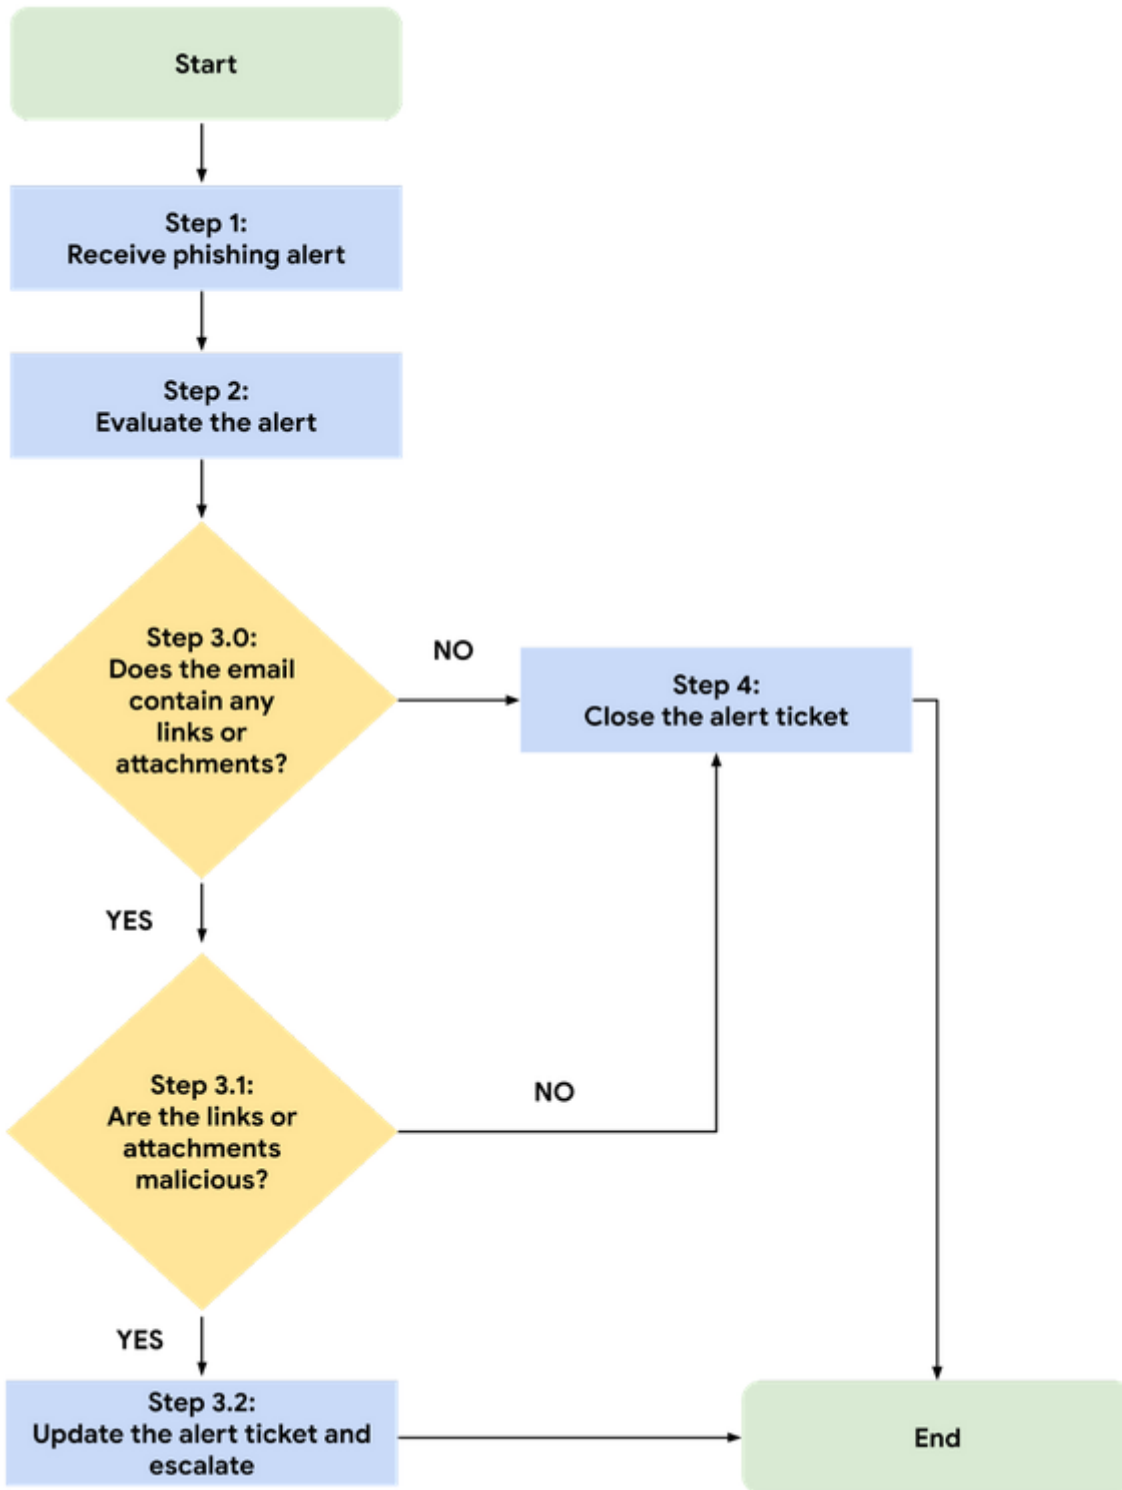 Start
Step 1:
Receive phishing alert
Step 2:
Evaluate the alert
Step 3.0:
Does the email
contain any
links or
attachments?
NO
Step 4:
Close the alert ticket
YES
Step 3.1:
Are the links or
attachments
malicious?
NO
YES
Step 3.2:
Update the alert ticket and
escalate
End